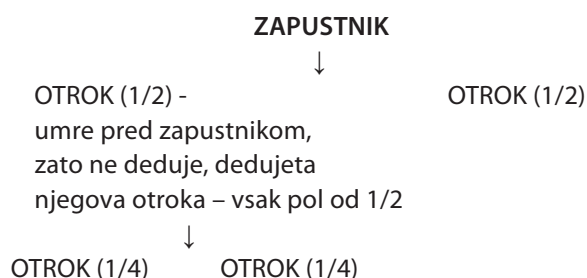 ZAPUSTNIK
↓
OTROK (1/2) - OTROK (1/2)
umre pred zapustnikom,
zato ne deduje, dedujeta
njegova otroka – vsak pol od 1/2
↓
OTROK (1/4) OTROK (1/4)